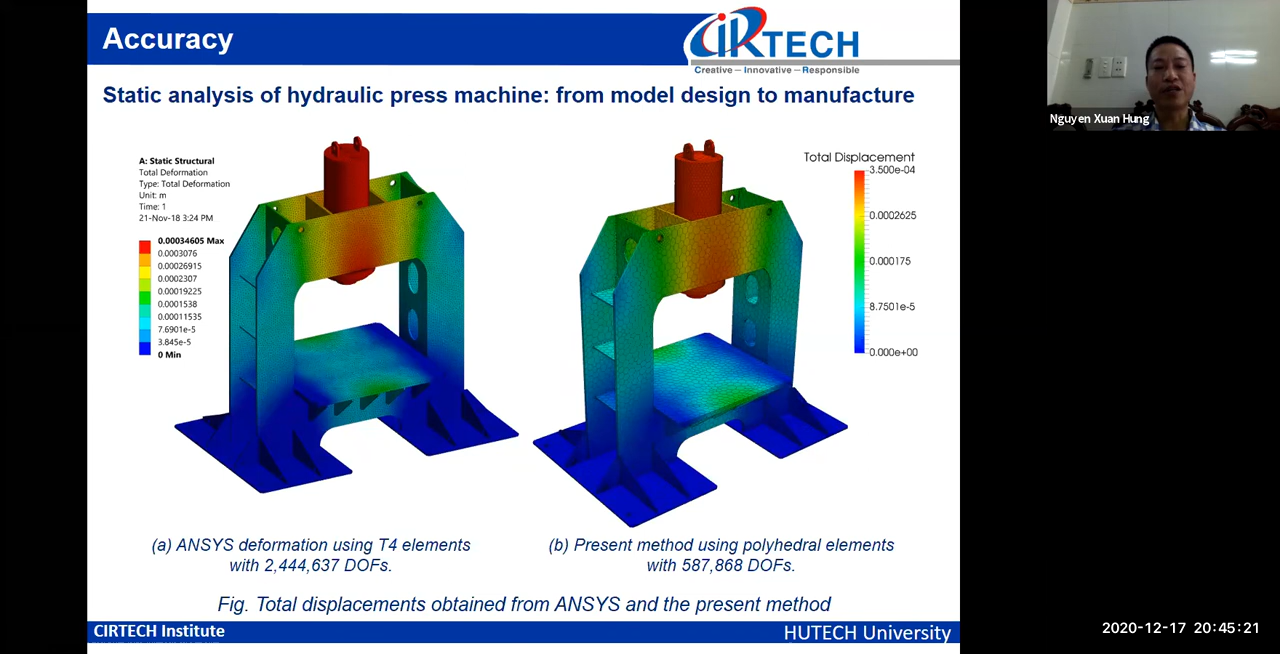 Accuracy
CIRTECH
Creative – Innovative – Responsible
Static analysis of hydraulic press machine: from model design to manufacture
A: Static Structural
Total Deformation
Type: Total Deformation
Unit: m
Time: 1
21-Nov-18 3:24 PM
0.00034605 Max
0.0003076
0.00026915
0.0002307
0.00019225
0.0001538
0.00011535
7.6901e-5
3.845e-5
0 Min
Total Displacement
3.500e-04
0.0002625
0.000175
8.7501e-5
0.000e+00
(a) ANSYS deformation using T4 elements
with 2,444,637 DOFs.
(b) Present method using polyhedral elements
with 587,868 DOFs.
Fig. Total displacements obtained from ANSYS and the present method
CIRTECH Institute
HUTECH University
Nguyen Xuan Hung
2020-12-17 20:45:21